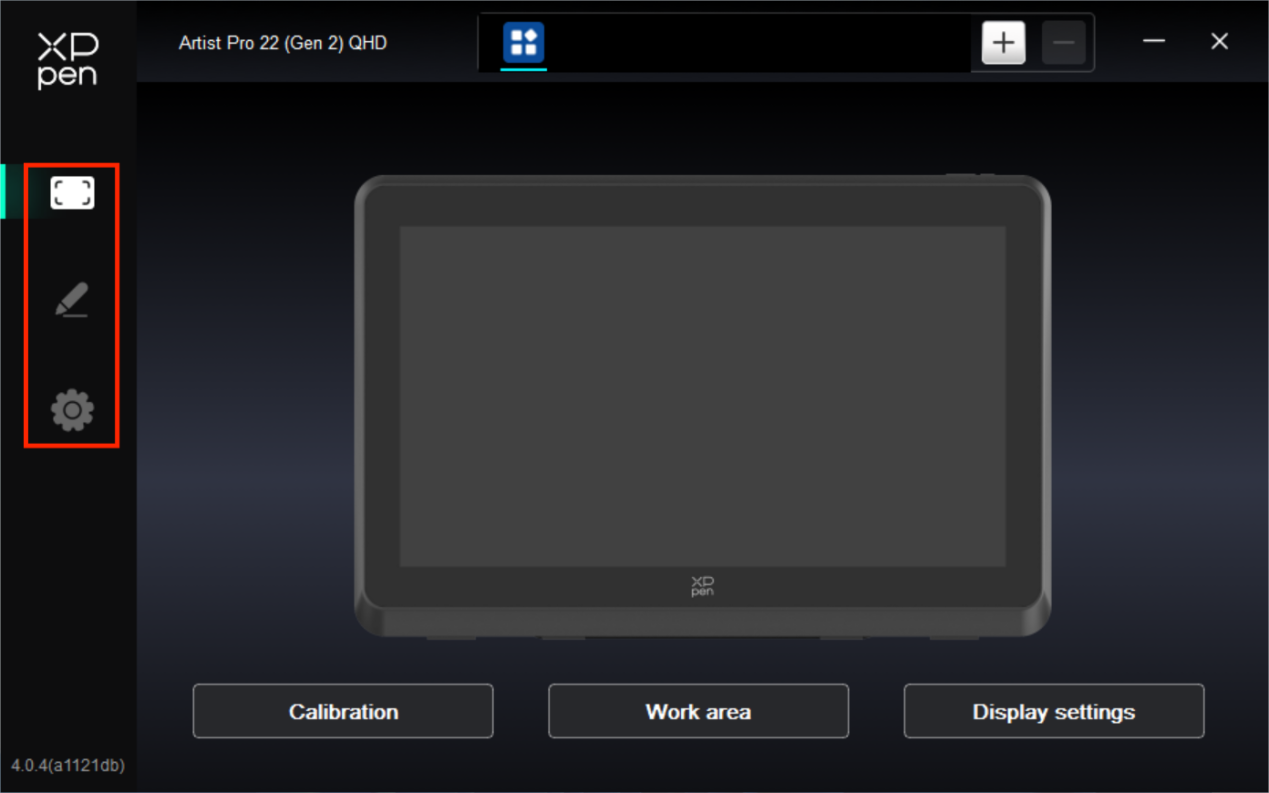 XP
pen
Artist Pro 22 (Gen 2) QHD
XP
pen
Calibration
Work area
Display settings
4.0.4(a1121db)